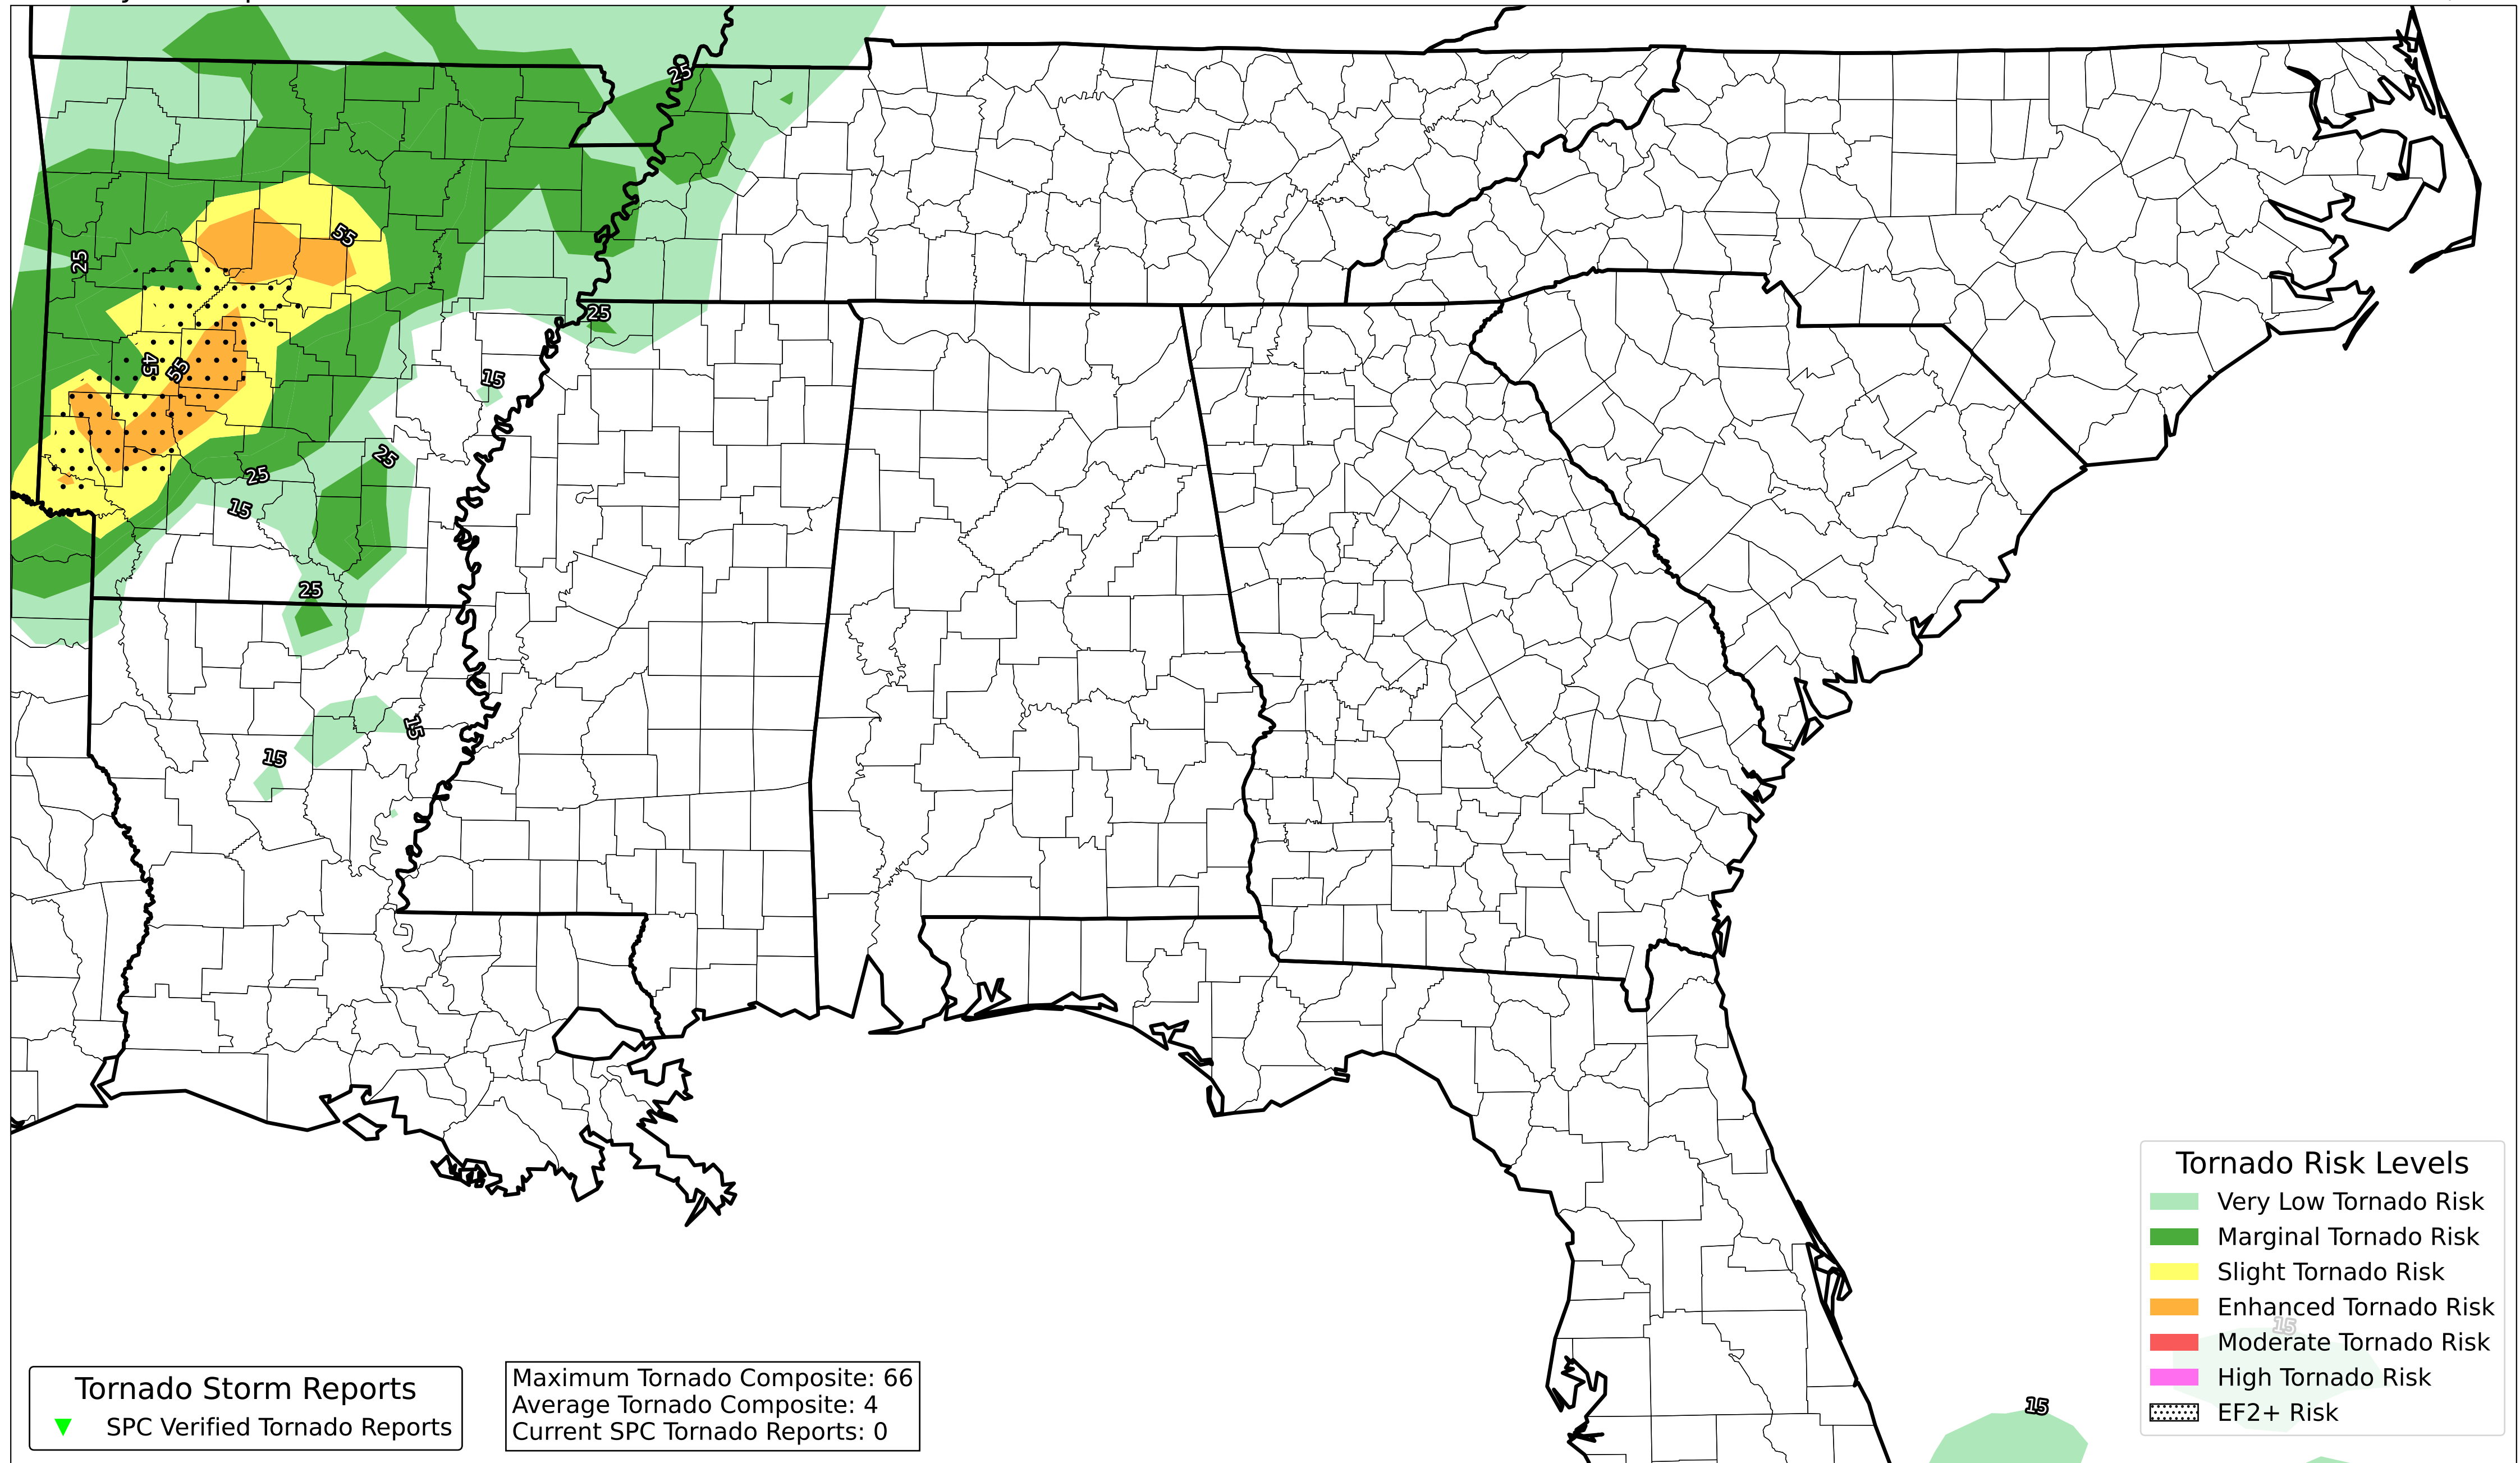 25
55
25
45
55
25
15
25
15
25
25
15
15
15
Tornado Risk Levels
Very Low Tornado Risk
Marginal Tornado Risk
Slight Tornado Risk
Enhanced Tornado Risk
15
Moderate Tornado Risk
High Tornado Risk
EF2+ Risk
15
Tornado Storm Reports
SPC Verified Tornado Reports
Maximum Tornado Composite: 66
Average Tornado Composite: 4
Current SPC Tornado Reports: 0